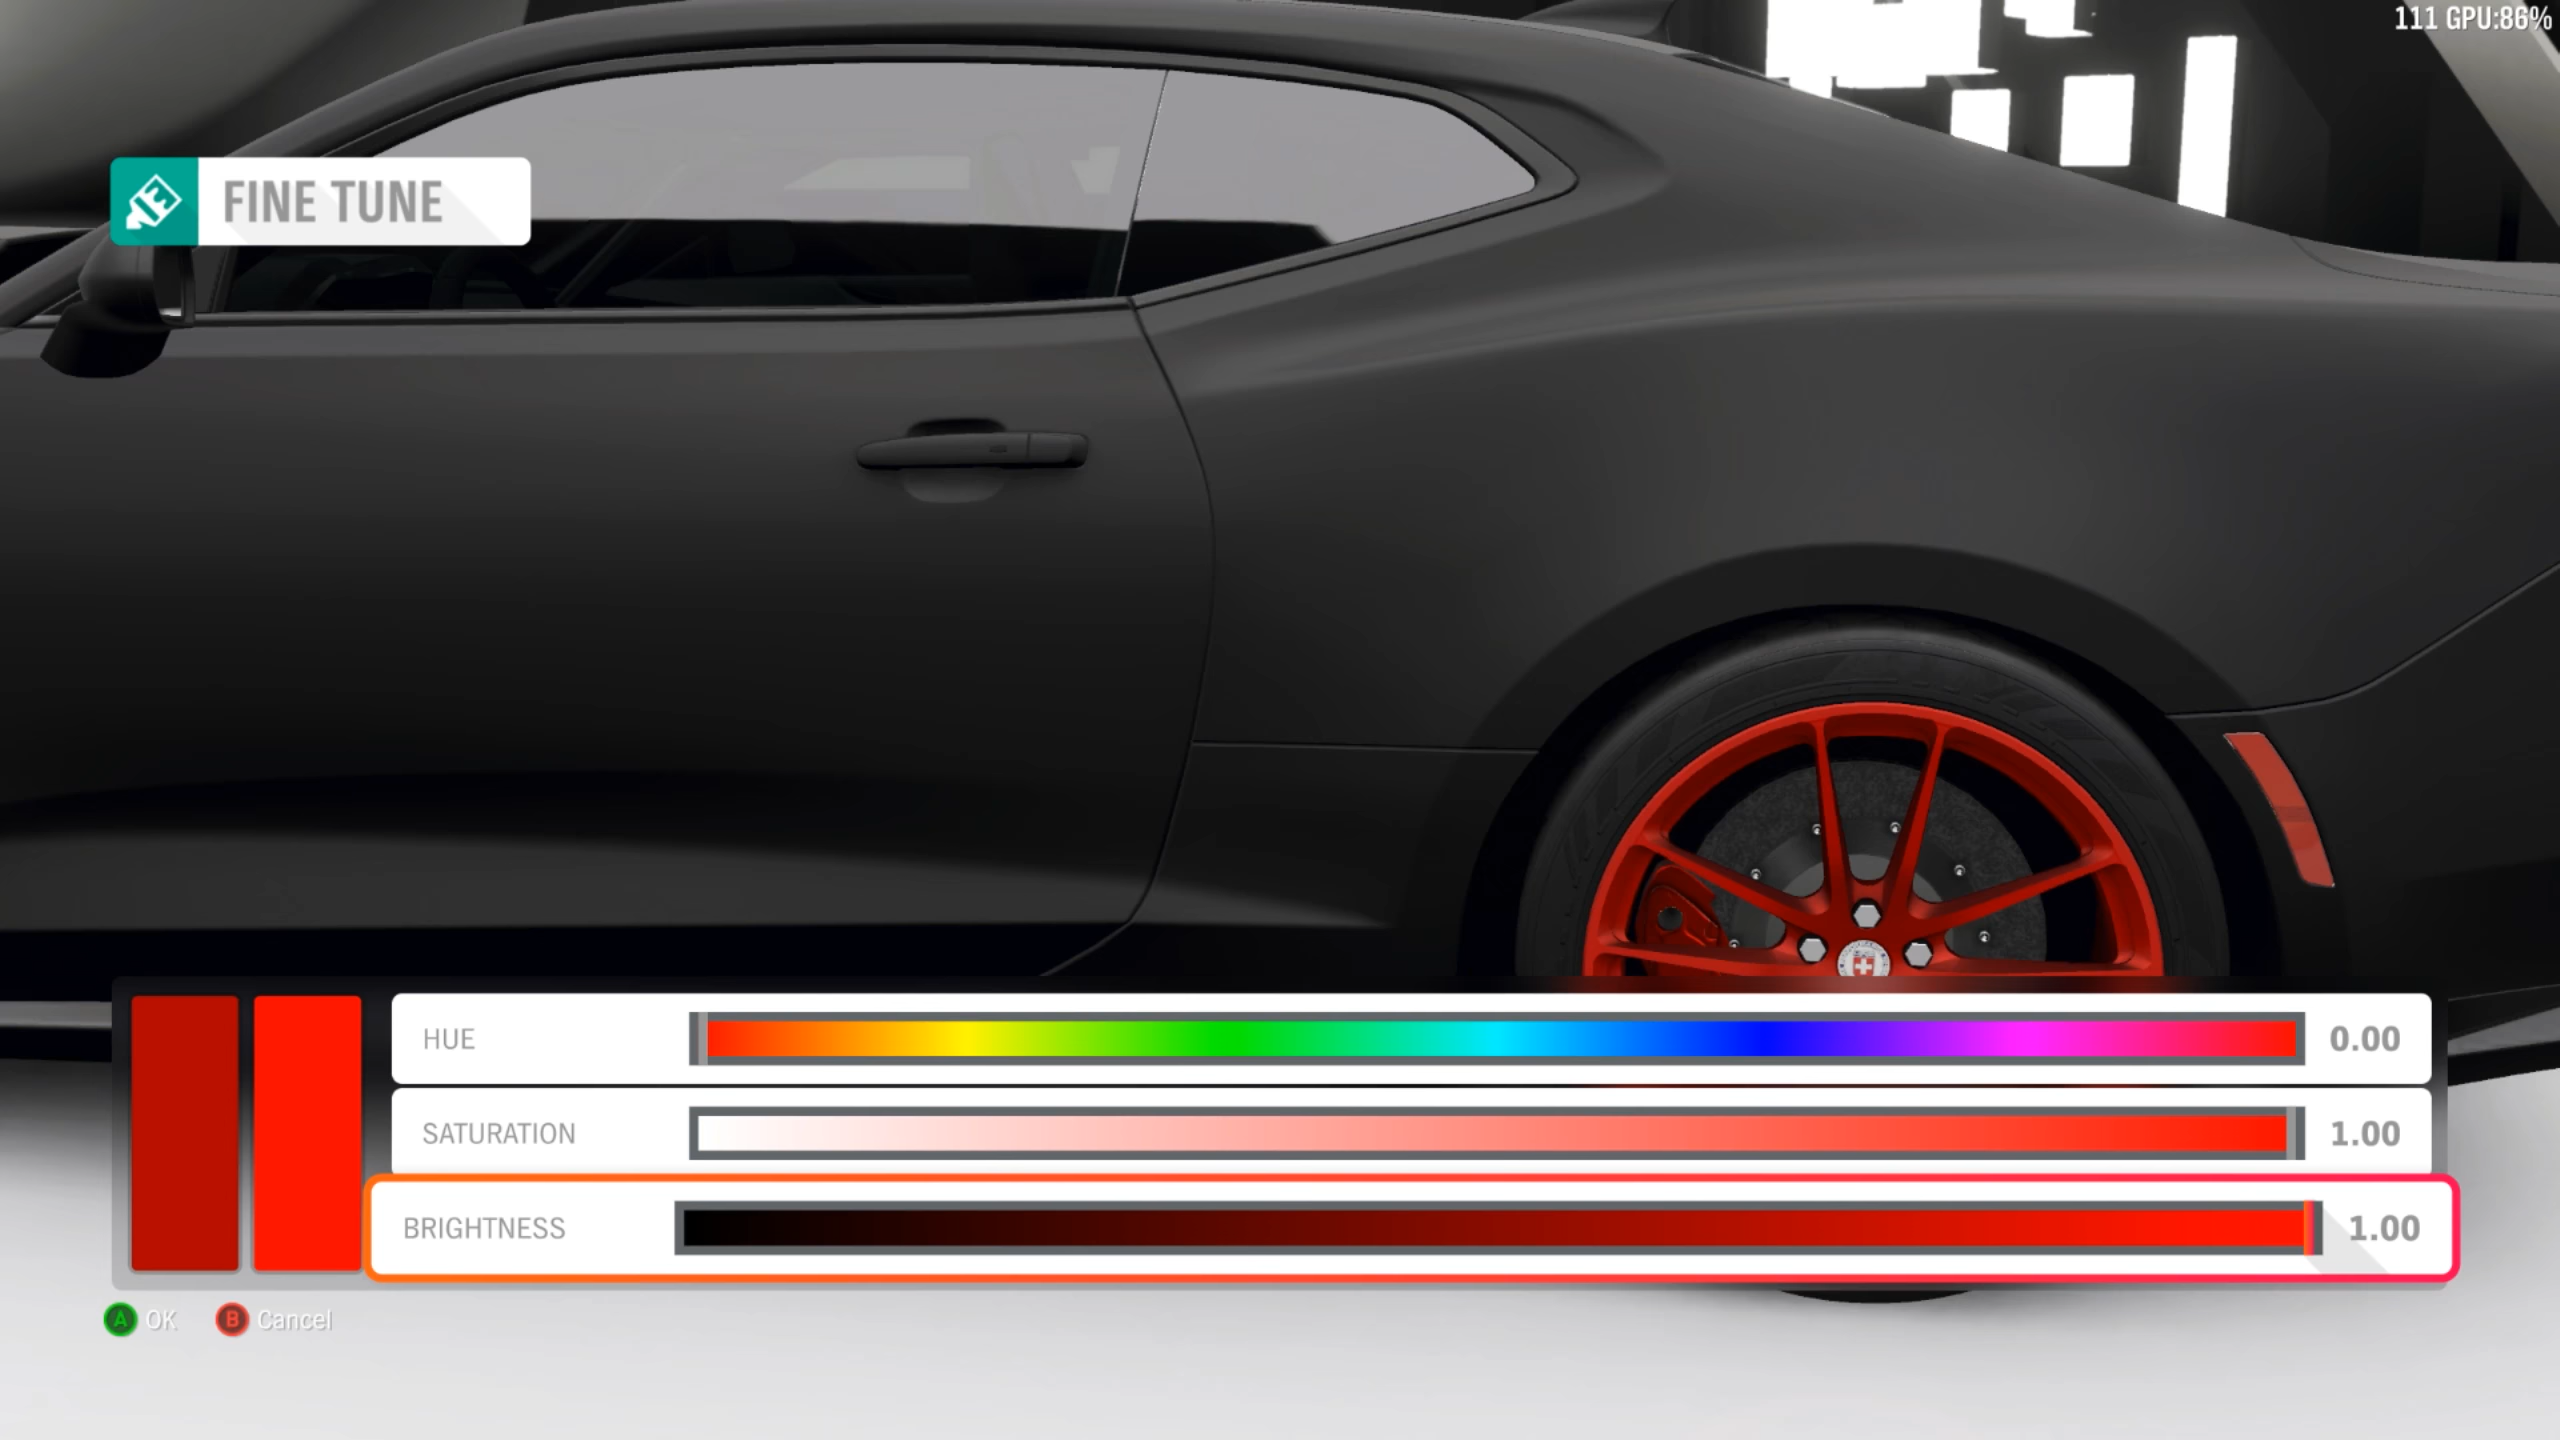 111 GPU:86%
FINE TUNE
HUE 0.00
SATURATION 1.00
BRIGHTNESS 1.00
A OK B Cancel